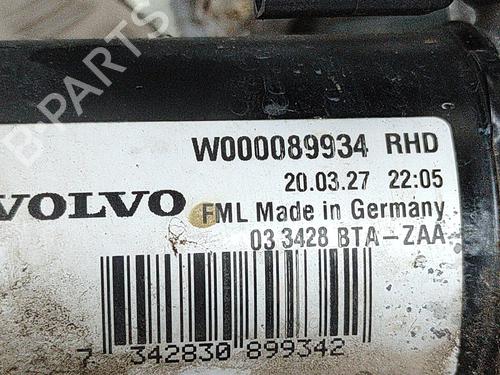 W000089934 RHD
20.03.27 22:05
VOLVO FML Made in Germany
03 3428 BTA-ZAA
7 342830 899342
B-PARTS